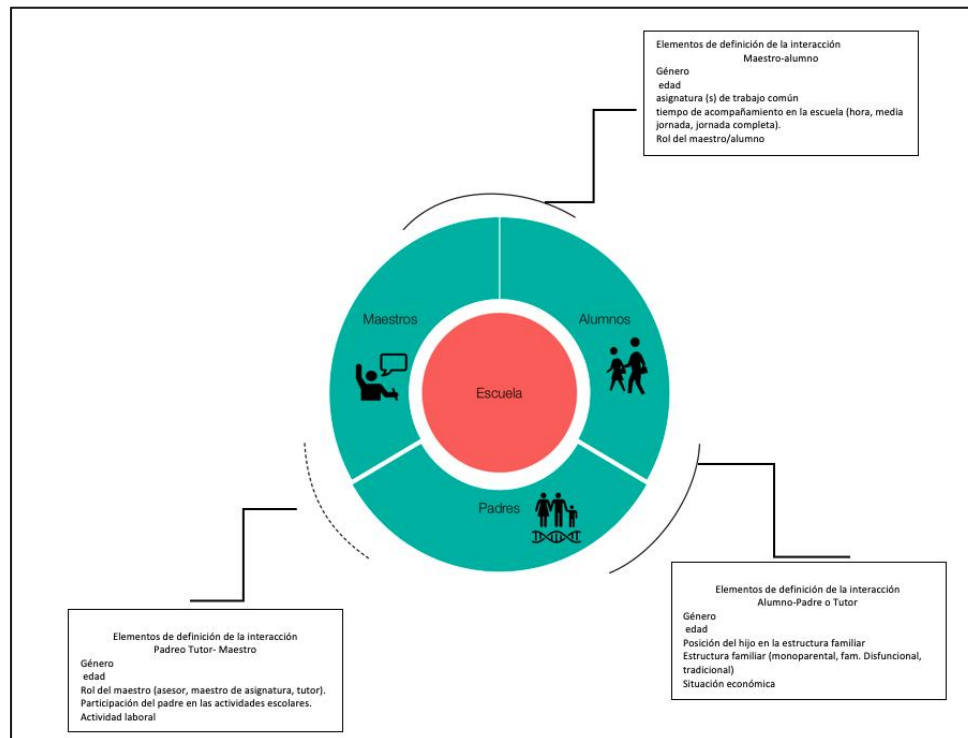 Elementos de definición de la interacción
Maestro-alumno
Género
edad
asignatura (s) de trabajo común
tiempo de acompañamiento en la escuela (hora, media
jornada, jornada completa).
Rol del maestro/alumno
Maestros
Alumnos
Escuela
Padres
Elementos de definición de la interacción
Padreo Tutor- Maestro
Género
edad
Rol del maestro (asesor, maestro de asignatura, tutor).
Participación del padre en las actividades escolares.
Actividad laboral
Elementos de definición de la interacción
Alumno-Padre o Tutor
Género
edad
Posición del hijo en la estructura familiar
Estructura familiar (monoparental, fam. Disfuncional,
tradicional)
Situación económica